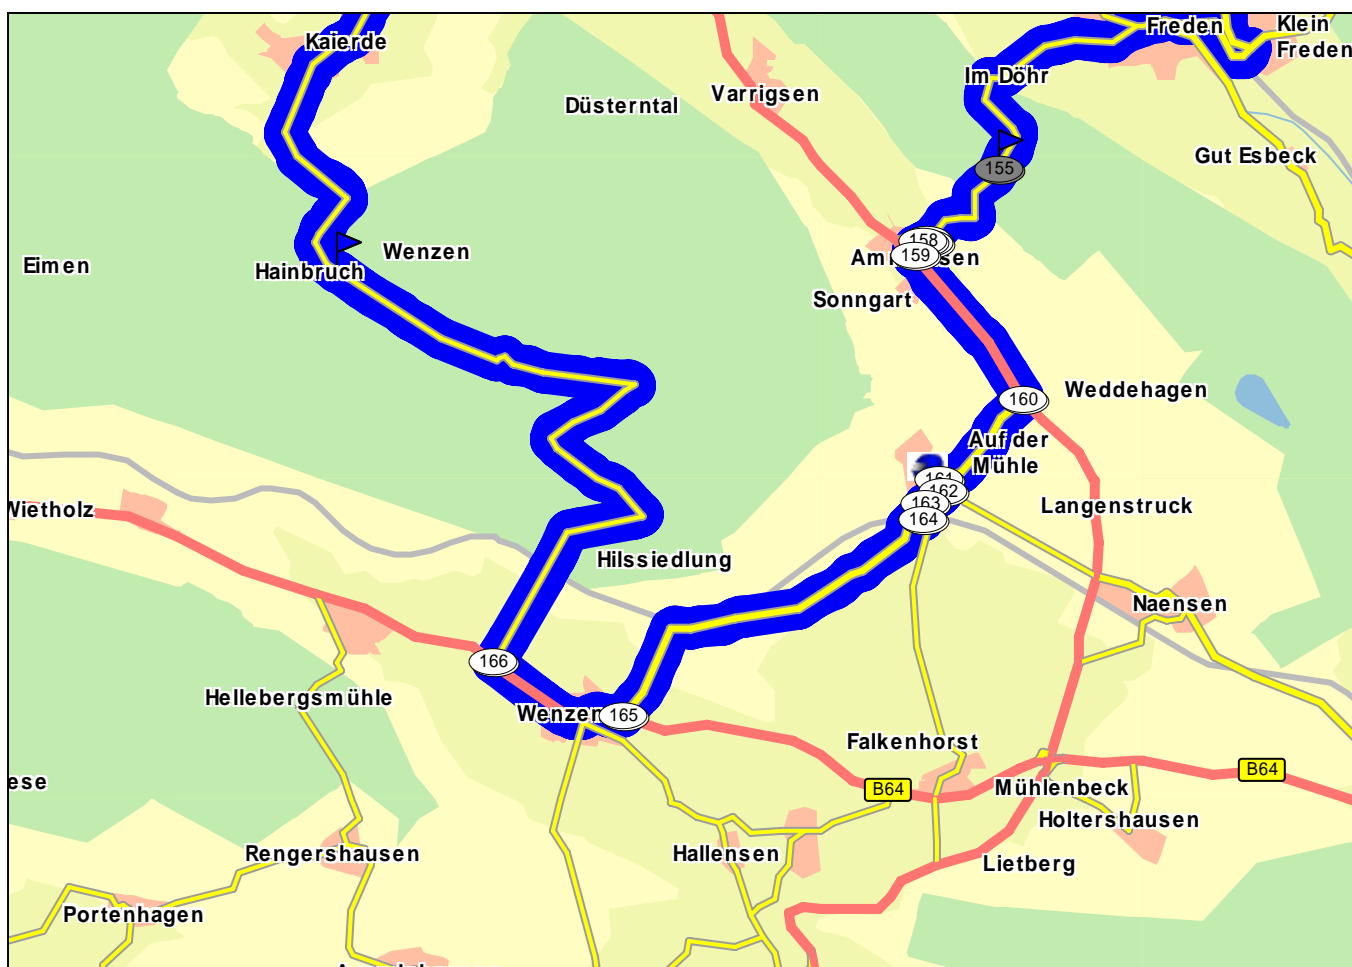 Kaierde
Freden
Klein
Freden
Im Döhr
Varrigsen
Düsterntal
Gut Esbeck
155
158
Wenzen
159
Eimen
Hainbruch
Sonngart
Weddehagen
160
Auf der
Mühle
161
162
163
Langenstruck
Wietholz
164
Hilssiedlung
Naensen
166
Hellebergsmühle
Wenzen
165
Falkenhorst
B64
B64
Mühlenbeck
Holtershausen
Rengershausen
Hallensen
Lietberg
Portenhagen